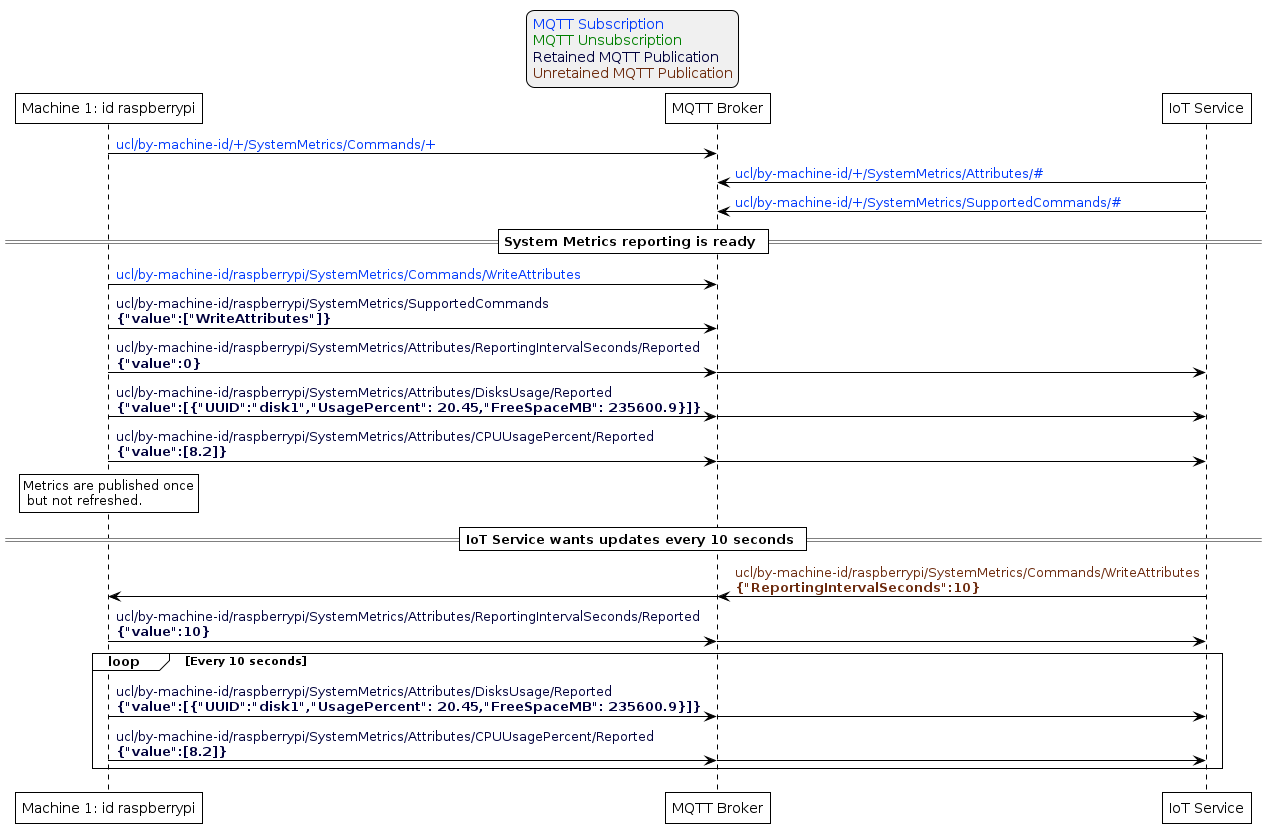 MQTT Subscription
MQTT Unsubscription
Retained MQTT Publication
Unretained MQTT Publication
Machine 1: id raspberrypi
MQTT Broker
IoT Service
ucl/by-machine-id/+/SystemMetrics/Commands/+
ucl/by-machine-id/+/SystemMetrics/Attributes/#
ucl/by-machine-id/+/SystemMetrics/SupportedCommands/#
System Metrics reporting is ready
ucl/by-machine-id/raspberrypi/SystemMetrics/Commands/WriteAttributes
ucl/by-machine-id/raspberrypi/SystemMetrics/SupportedCommands
{"value":["WriteAttributes"]}
ucl/by-machine-id/raspberrypi/SystemMetrics/Attributes/ReportingIntervalSeconds/Reported
{"value":0}
ucl/by-machine-id/raspberrypi/SystemMetrics/Attributes/DisksUsage/Reported
{"value":[{"UUID":"disk1","UsagePercent": 20.45,"FreeSpaceMB": 235600.9}]}
ucl/by-machine-id/raspberrypi/SystemMetrics/Attributes/CPUUsagePercent/Reported
{"value":[8.2]}
Metrics are published once
but not refreshed.
IoT Service wants updates every 10 seconds
ucl/by-machine-id/raspberrypi/SystemMetrics/Commands/WriteAttributes
{"ReportingIntervalSeconds":10}
ucl/by-machine-id/raspberrypi/SystemMetrics/Attributes/ReportingIntervalSeconds/Reported
{"value":10}
loop [Every 10 seconds]
ucl/by-machine-id/raspberrypi/SystemMetrics/Attributes/DisksUsage/Reported
{"value":[{"UUID":"disk1","UsagePercent": 20.45,"FreeSpaceMB": 235600.9}]}
ucl/by-machine-id/raspberrypi/SystemMetrics/Attributes/CPUUsagePercent/Reported
{"value":[8.2]}
Machine 1: id raspberrypi
MQTT Broker
IoT Service